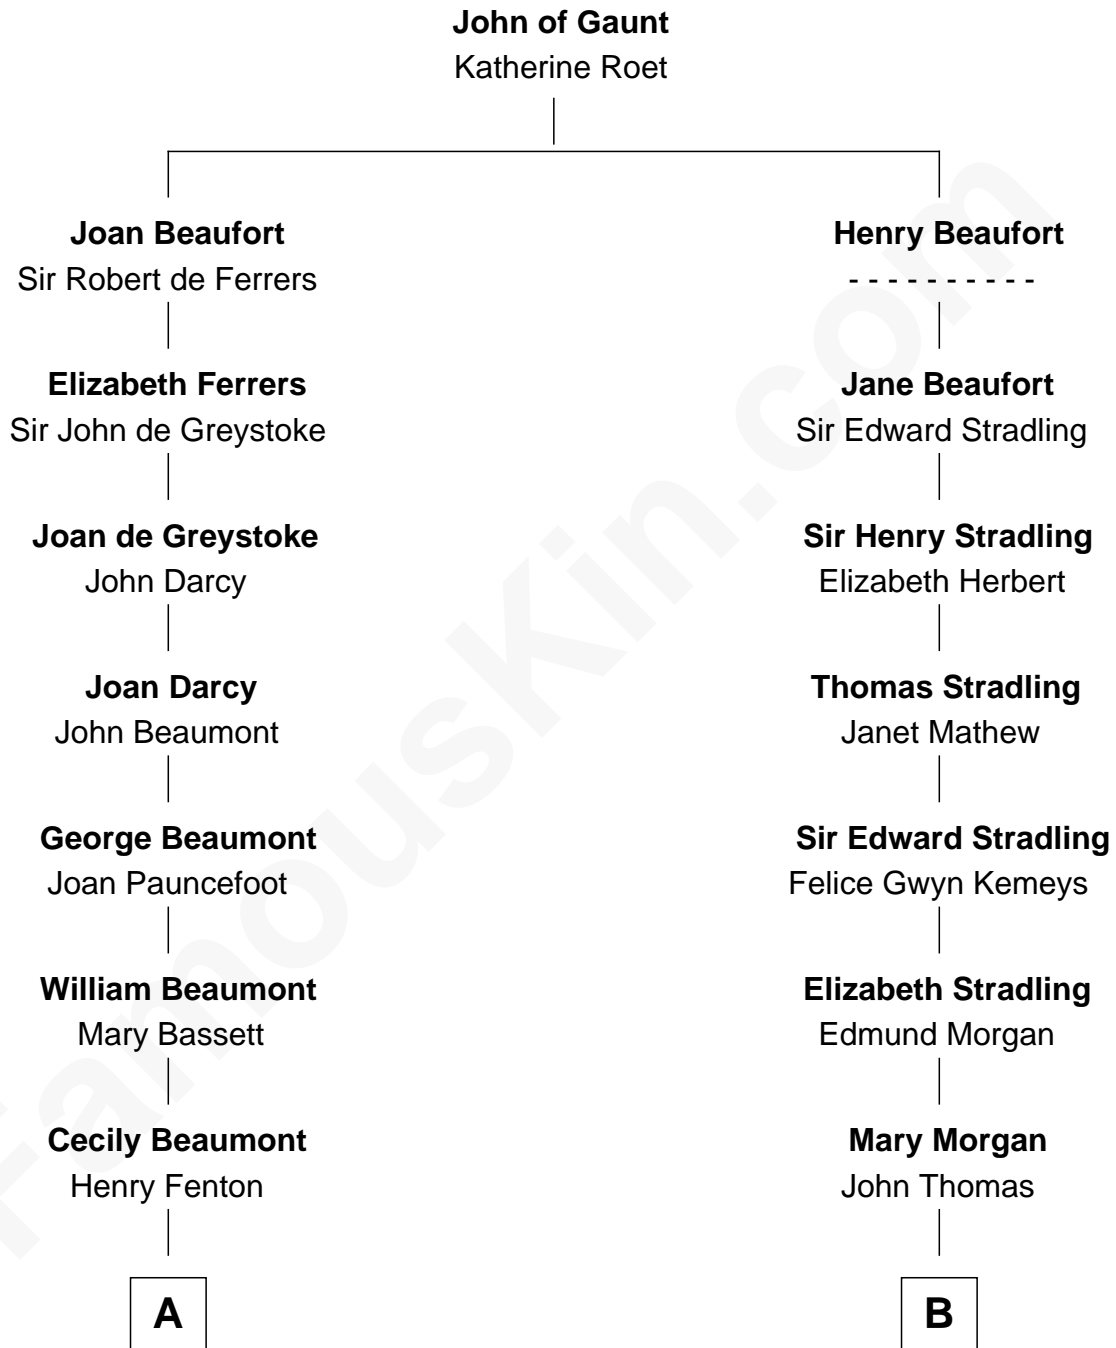 John of Gaunt
Katherine Roet
Joan Beaufort
Sir Robert de Ferrers
Henry Beaufort
- - - - - - - - - -
Elizabeth Ferrers
Sir John de Greystoke
Jane Beaufort
Sir Edward Stradling
Joan de Greystoke
John Darcy
Sir Henry Stradling
Elizabeth Herbert
Joan Darcy
John Beaumont
Thomas Stradling
Janet Mathew
George Beaumont
Joan Pauncefoot
Sir Edward Stradling
Felice Gwyn Kemeys
William Beaumont
Mary Bassett
Elizabeth Stradling
Edmund Morgan
Cecily Beaumont
Henry Fenton
Mary Morgan
John Thomas
A
B
FamousKin.com